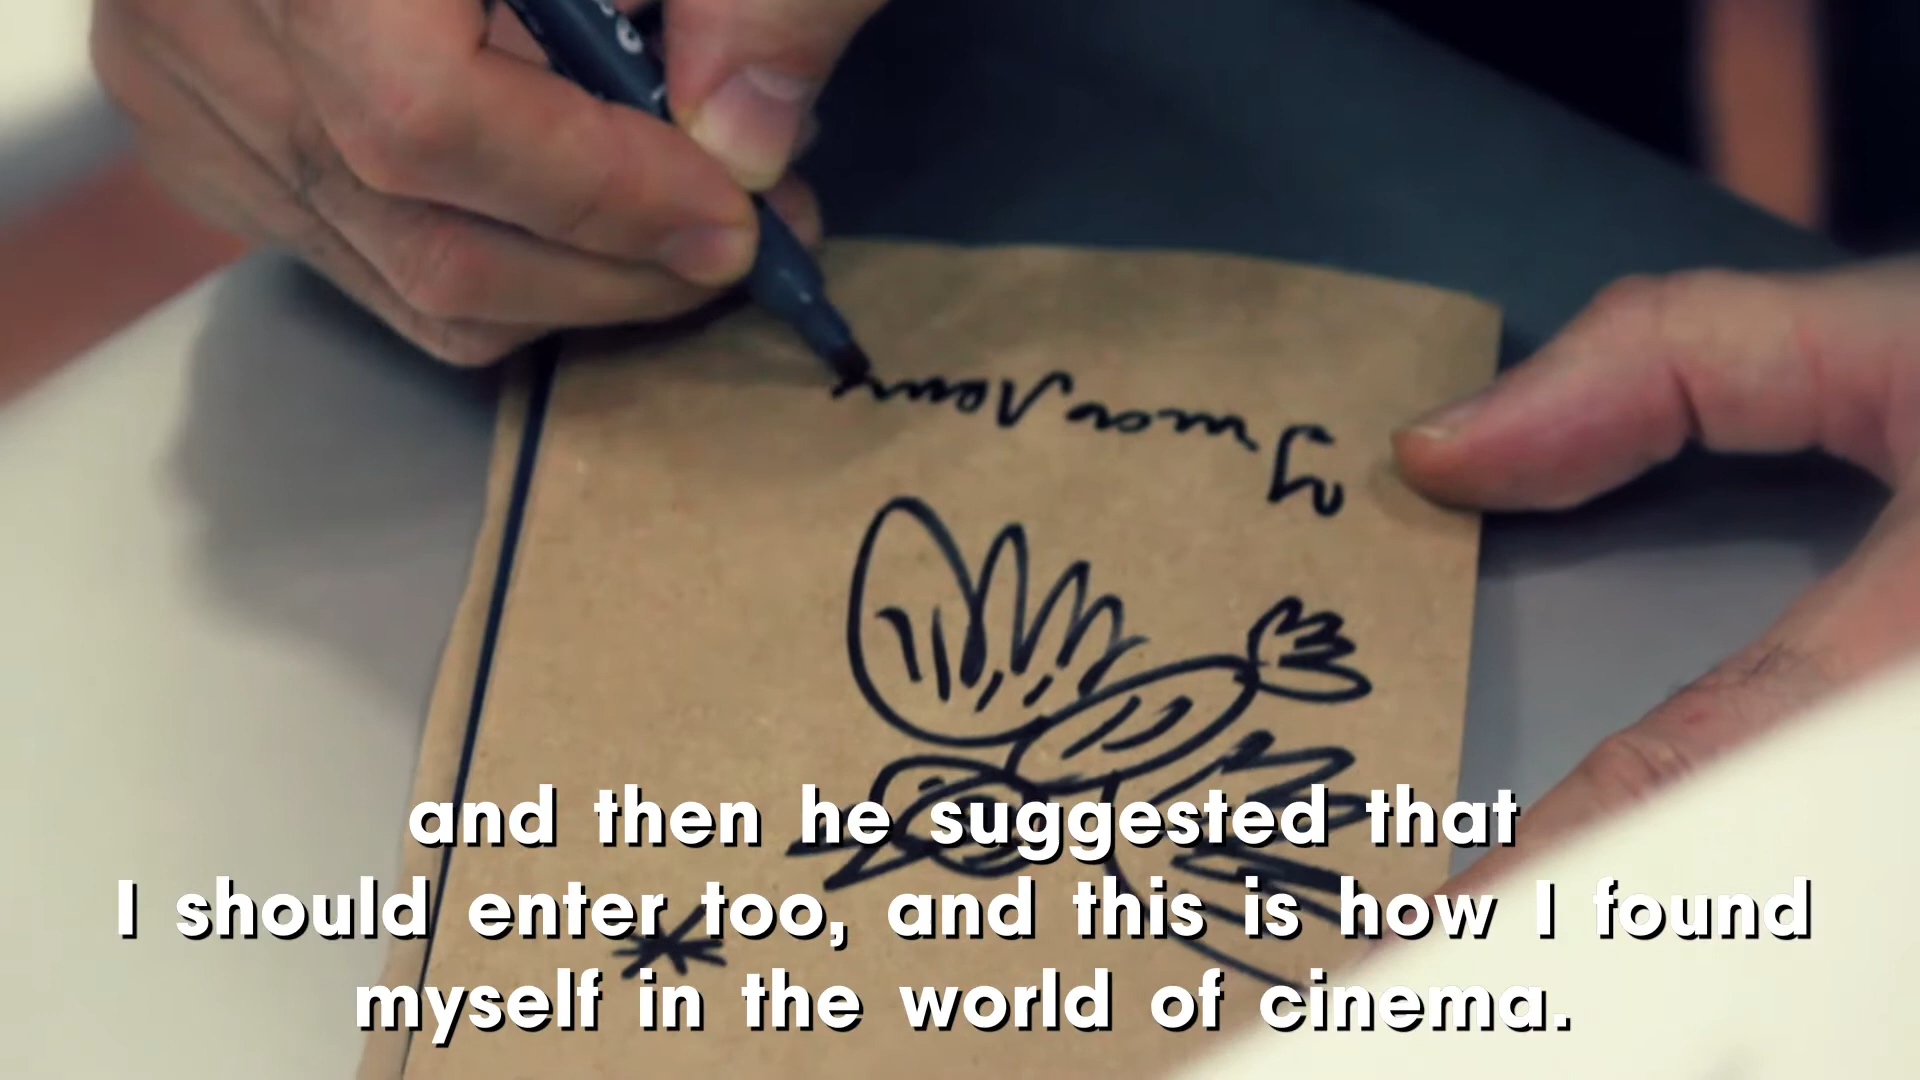 and then he suggested that
I should enter too, and this is how I found
myself in the world of cinema.